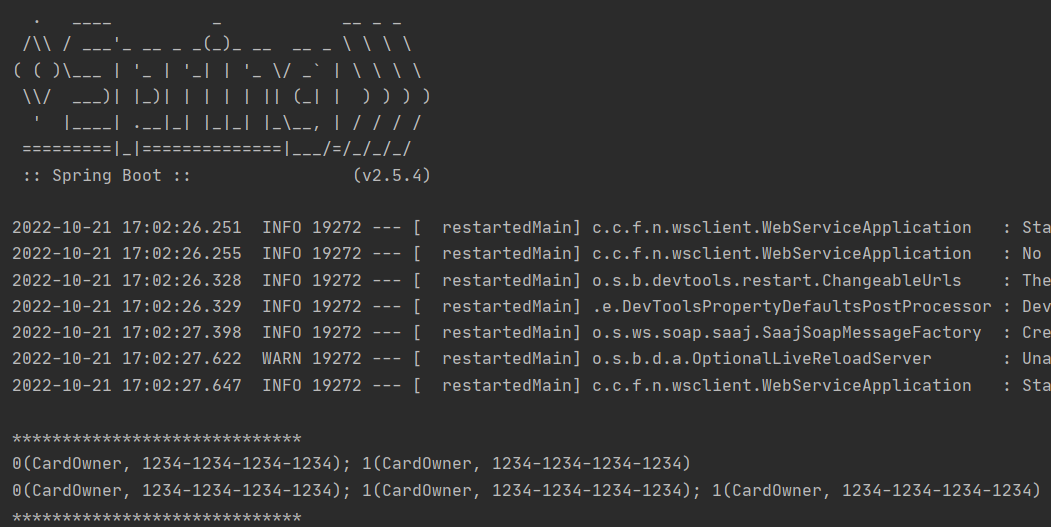 .   ____          _            __ _ _
 /\\ / ___'_ __ _ _(_)_ __  __ _ \ \ \ \
( ( )\___ | '_ | '_| | '_ \/ _` | \ \ \ \
 \\/  ___)| |_)| | | | | || (_| |  ) ) ) )
  '  |____| .__|_| |_|_| |_\__, | / / / /
 =========|_|==============|___/=/_/_/_/
 :: Spring Boot ::                (v2.5.4)
2022-10-21 17:02:26.251  INFO 19272 --- [  restartedMain] c.c.f.n.wsclient.WebServiceApplication   : Sta
2022-10-21 17:02:26.255  INFO 19272 --- [  restartedMain] c.c.f.n.wsclient.WebServiceApplication   : No
2022-10-21 17:02:26.328  INFO 19272 --- [  restartedMain] o.s.b.devtools.restart.ChangeableUrls    : The
2022-10-21 17:02:26.329  INFO 19272 --- [  restartedMain] .e.DevToolsPropertyDefaultsPostProcessor : Dev
2022-10-21 17:02:27.398  INFO 19272 --- [  restartedMain] o.s.ws.soap.saaj.SaajSoapMessageFactory  : Cre
2022-10-21 17:02:27.622  WARN 19272 --- [  restartedMain] o.s.b.d.a.OptionalLiveReloadServer       : Una
2022-10-21 17:02:27.647  INFO 19272 --- [  restartedMain] c.c.f.n.wsclient.WebServiceApplication   : Sta
*****************************
0(CardOwner, 1234-1234-1234-1234); 1(CardOwner, 1234-1234-1234-1234)
0(CardOwner, 1234-1234-1234-1234); 1(CardOwner, 1234-1234-1234-1234); 1(CardOwner, 1234-1234-1234-1234)
*****************************